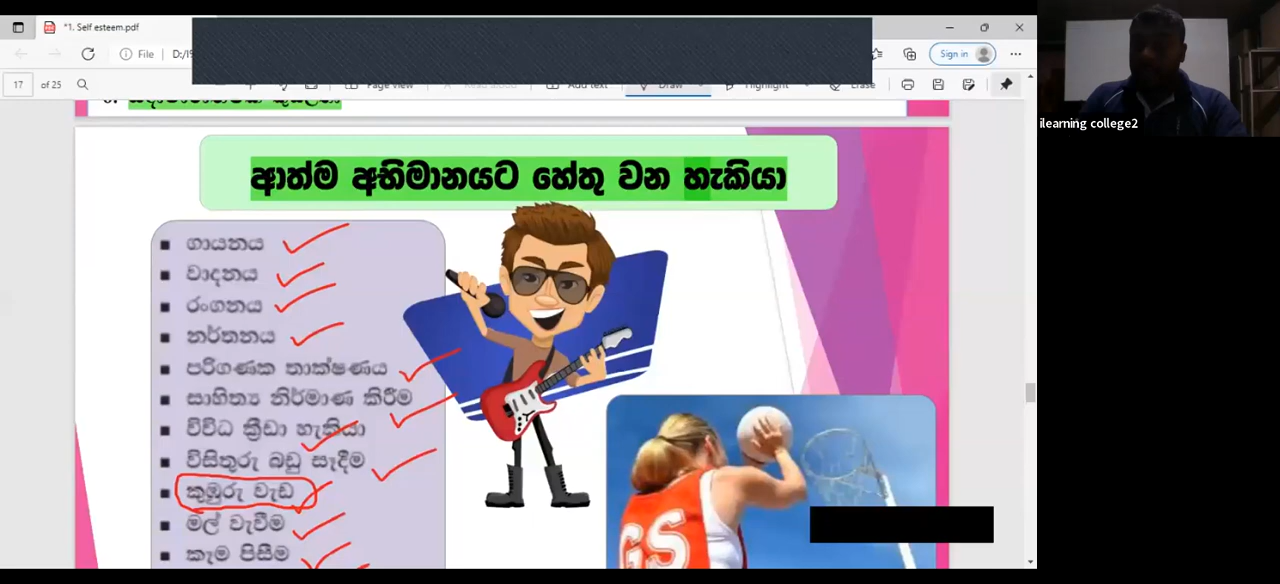 *1. Self esteem.pdf
File
D:/
Sign in
17 of 25
Page view
Add text
Draw
Highlight
Erase
ilearning college2
ආත්ම අභිමානයට හේතු වන හැකියා
ගායනය
වාදනය
රංගනය
නර්තනය
පරිගණක තාක්ෂණය
සාහිත්‍ය නිර්මාණ කිරීම
විවිධ ක්‍රීඩා හැකියා
විසිතුරු බඩු සෑදීම
කුඹුරු වැඩ
මල් වැවීම
කෑම පිසීම
GS